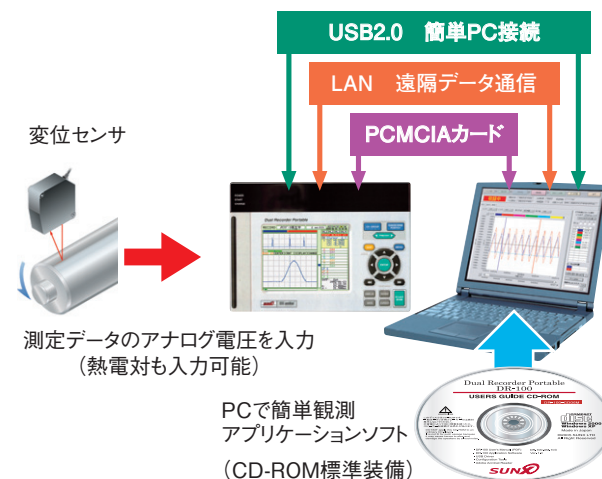 USB2.0 簡単PC接続
LAN 遠隔データ通信
PCMCIAカード
変位センサ
Dual Recorder Portable
測定データのアナログ電圧を入力
（熱電対も入力可能）
Dual Recorder Portable
DR-100
USERS GUIDE CD-ROM
Made in Japan
SUNX
PCで簡単観測
アプリケーションソフト
（CD-ROM標準装備）